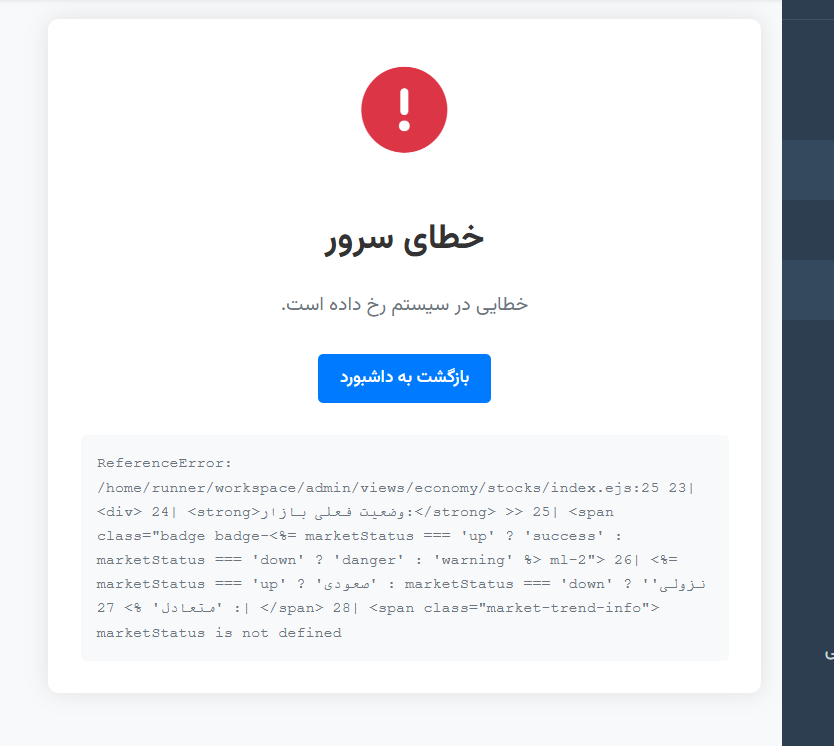 خطای سرور
خطایی در سیستم رخ داده است.
بازگشت به داشبورد
ReferenceError:
/home/runner/workspace/admin/views/economy/stocks/index.ejs:25 23|
<div> 24| <strong>وضعیت فعلی بازار:</strong> >> 25| <span
class="badge badge-<%= marketStatus === 'up' ? 'success' :
marketStatus === 'down' ? 'danger' : 'warning' %> ml-2"> 26| <%=
marketStatus === 'up' ? 'صعودی' : marketStatus === 'down' ? 'نزولی'
: 'متعادل' %> 27| </span> 28| <span class="market-trend-info">
marketStatus is not defined